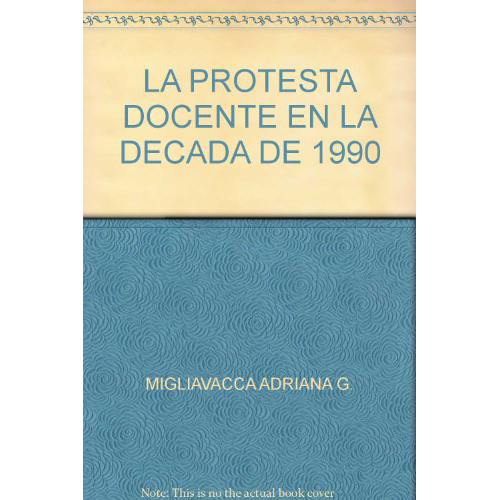 LA PROTESTA
DOCENTE EN LA
DECADA DE 1990
MIGLIAVACCA ADRIANA G.
Note: This is no the actual book cover